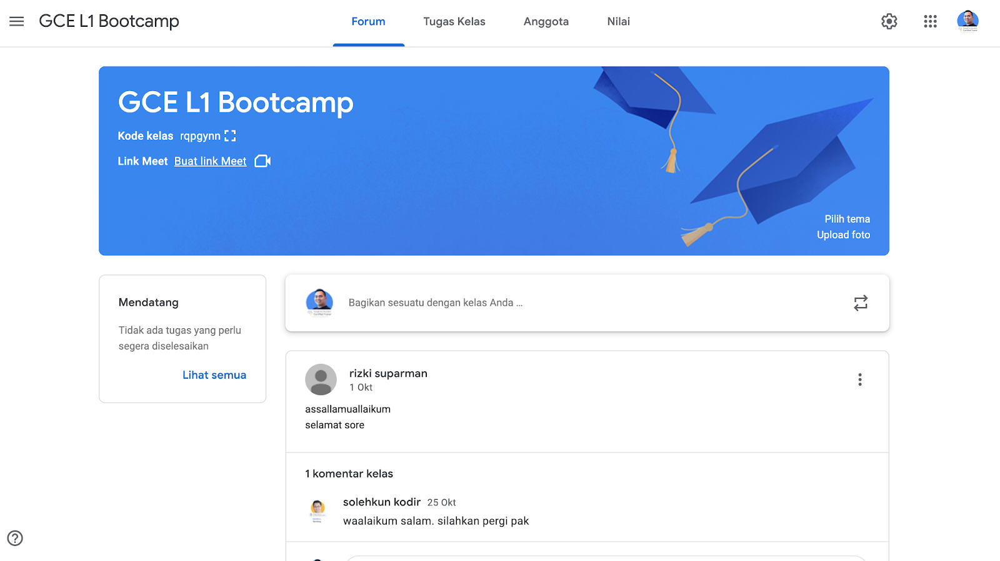 GCE L1 Bootcamp
Forum
Tugas Kelas
Anggota
Nilai
GCE L1 Bootcamp
Kode kelas rqpgynn
Link Meet Buat link Meet
Pilih tema
Upload foto
Mendatang
Tidak ada tugas yang perlu
segera diselesaikan
Lihat semua
Bagikan sesuatu dengan kelas Anda ...
rizki suparman
1 Okt
assallamuallaikum
selamat sore
1 komentar kelas
solehkun kodir 25 Okt
waalaikum salam. silahkan pergi pak